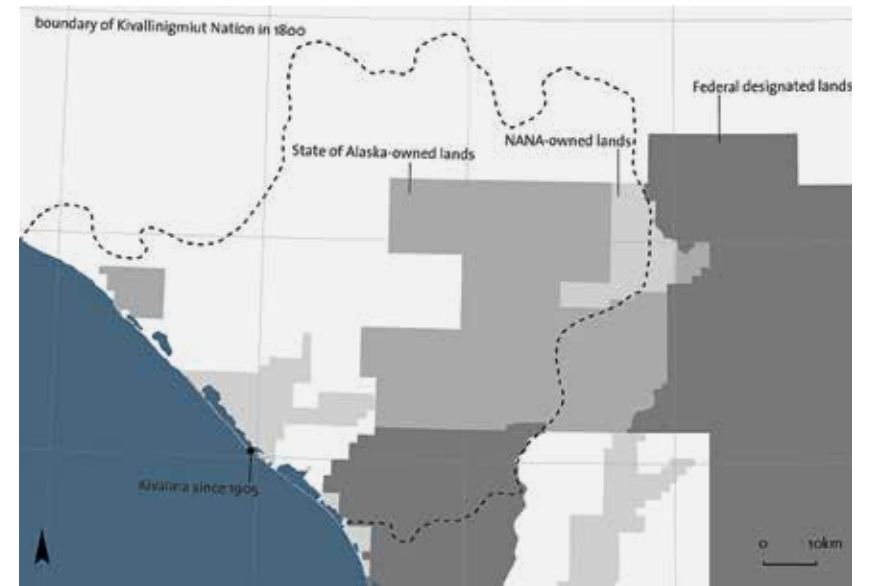 boundary of Kivallinigmiut Nation in 1800
Federal designated lands
State of Alaska-owned lands
NANA-owned lands
Kivalina since 1905
0 10km